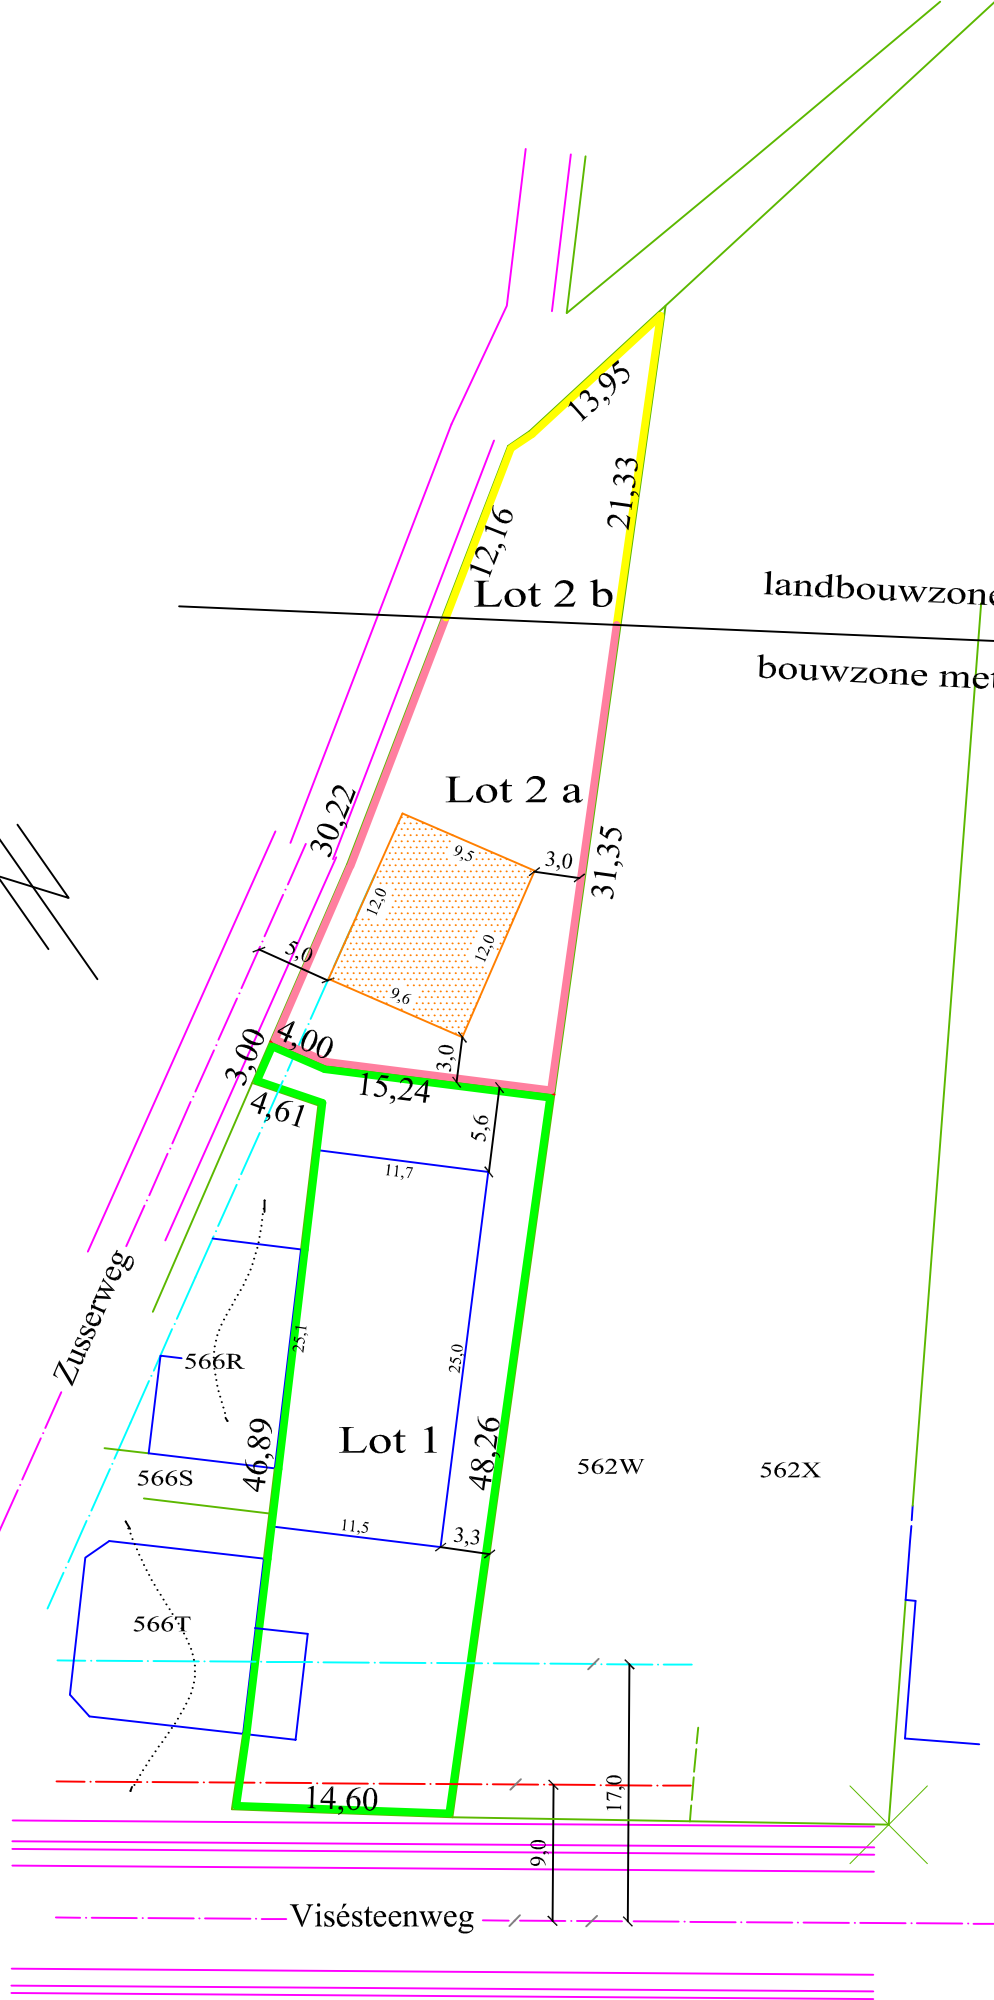 13,95
21,33
12,16
Lot 2 b
landbouwzone
bouwzone met
Lot 2 a
30,22
31,35
9,5
3,0
12,0
12,0
5,0
9,6
3,00
4,00
3,0
15,24
4,61
5,6
11,7
Zusserweg
25,1
25,0
566R
46,89
Lot 1
48,26
562W
562X
566S
11,5
3,3
566T
14,60
17,0
9,0
Visésteenweg